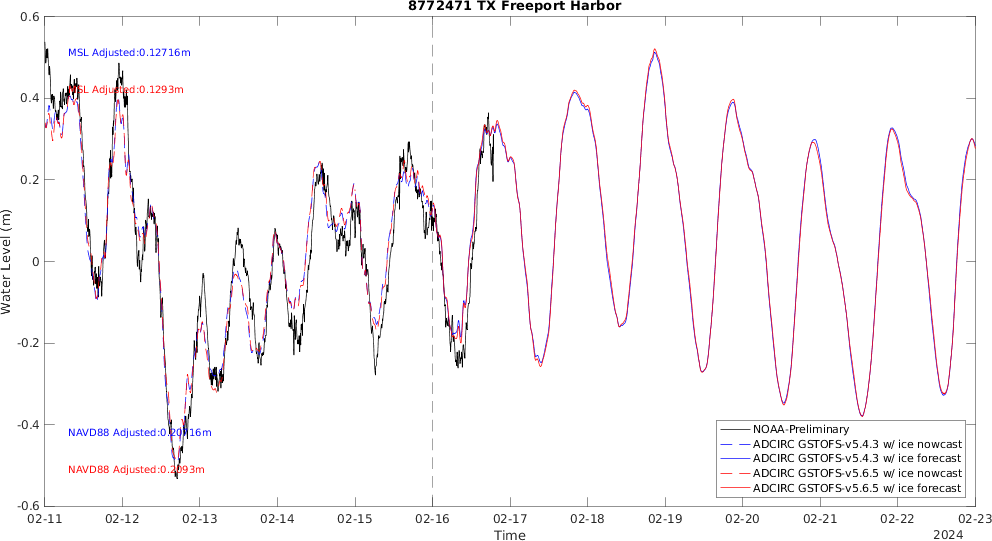 8772471 TX Freeport Harbor
Water Level (m)
0.6
0.4
0.2
0
-0.2
-0.4
-0.6
MSL Adjusted:0.12716m
MSL Adjusted:0.1293m
NAVD88 Adjusted:0.20716m
NAVD88 Adjusted:0.2093m
NOAA-Preliminary
ADCIRC GSTOFS-v5.4.3 w/ ice nowcast
ADCIRC GSTOFS-v5.4.3 w/ ice forecast
ADCIRC GSTOFS-v5.6.5 w/ ice nowcast
ADCIRC GSTOFS-v5.6.5 w/ ice forecast
02-11 02-12 02-13 02-14 02-15 02-16 02-17 02-18 02-19 02-20 02-21 02-22 02-23
Time
2024